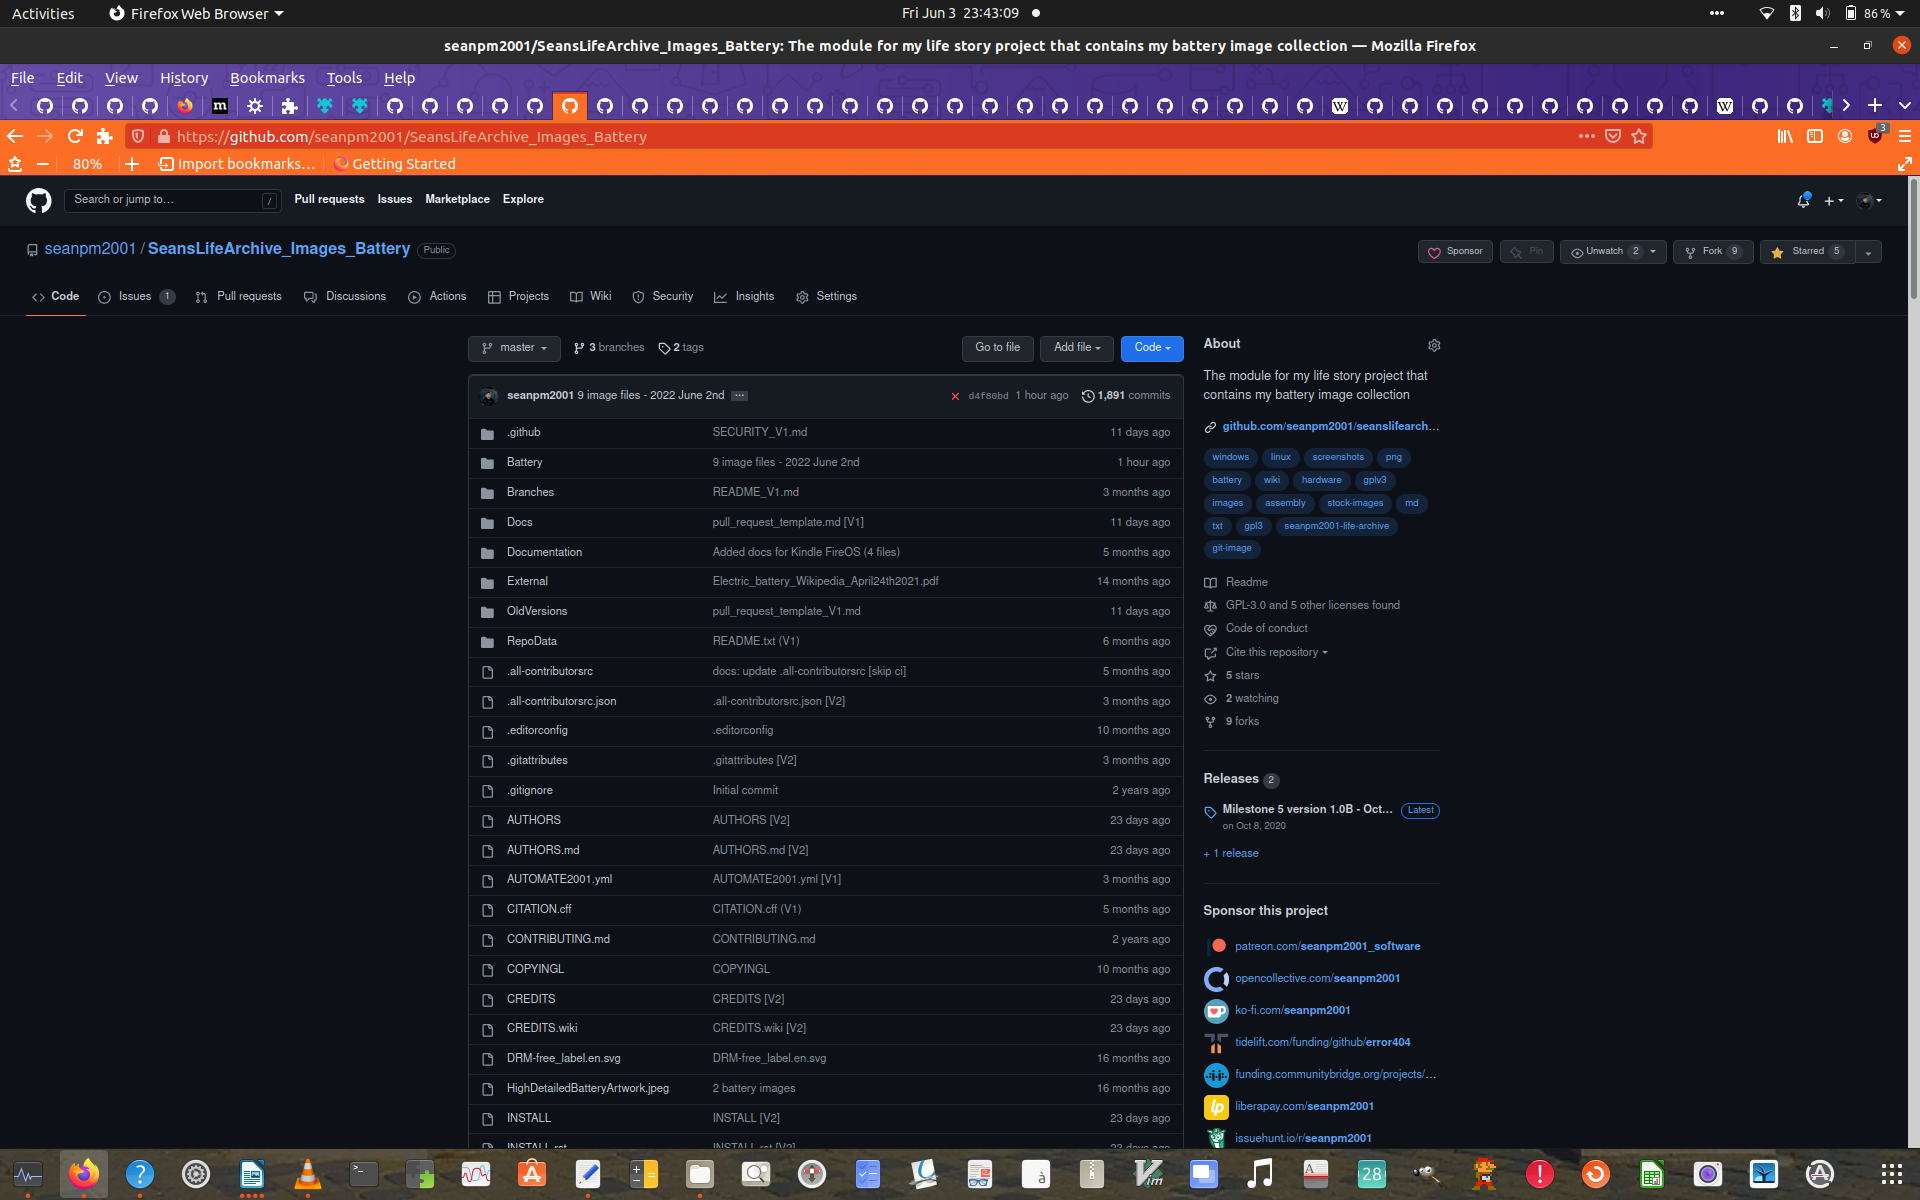 Activities Firefox Web Browser Fri Jun 3 23:43:09 86 %
seanpm2001/SeansLifeArchive_Images_Battery: The module for my life story project that contains my battery image collection — Mozilla Firefox
File Edit View History Bookmarks Tools Help
https://github.com/seanpm2001/SeansLifeArchive_Images_Battery 3
80% Import bookmarks… Getting Started
Search or jump to… / Pull requests Issues Marketplace Explore
seanpm2001 / SeansLifeArchive_Images_Battery Public Sponsor Pin Unwatch 2 Fork 9 Starred 5
Code Issues 1 Pull requests Discussions Actions Projects Wiki Security Insights Settings
master 3 branches 2 tags Go to file Add file Code
seanpm2001 9 image files - 2022 June 2nd … d4f80bd 1 hour ago 1,891 commits
.github SECURITY_V1.md 11 days ago
Battery 9 image files - 2022 June 2nd 1 hour ago
Branches README_V1.md 3 months ago
Docs pull_request_template.md [V1] 11 days ago
Documentation Added docs for Kindle FireOS (4 files) 5 months ago
External Electric_battery_Wikipedia_April24th2021.pdf 14 months ago
OldVersions pull_request_template_V1.md 11 days ago
RepoData README.txt (V1) 6 months ago
.all-contributorsrc docs: update .all-contributorsrc [skip ci] 5 months ago
.all-contributorsrc.json .all-contributorsrc.json [V2] 3 months ago
.editorconfig .editorconfig 10 months ago
.gitattributes .gitattributes [V2] 3 months ago
.gitignore Initial commit 2 years ago
AUTHORS AUTHORS [V2] 23 days ago
AUTHORS.md AUTHORS.md [V2] 23 days ago
AUTOMATE2001.yml AUTOMATE2001.yml [V1] 3 months ago
CITATION.cff CITATION.cff (V1) 5 months ago
CONTRIBUTING.md CONTRIBUTING.md 2 years ago
COPYINGL COPYINGL 10 months ago
CREDITS CREDITS [V2] 23 days ago
CREDITS.wiki CREDITS.wiki [V2] 23 days ago
DRM-free_label.en.svg DRM-free_label.en.svg 16 months ago
HighDetailedBatteryArtwork.jpeg 2 battery images 16 months ago
INSTALL INSTALL [V2] 23 days ago
INSTALL.rst INSTALL.rst [V2] 23 days ago
About
The module for my life story project that
contains my battery image collection
github.com/seanpm2001/seanslifearch…
windows linux screenshots png
battery wiki hardware gplv3
images assembly stock-images md
txt gpl3 seanpm2001-life-archive
git-image
Readme
GPL-3.0 and 5 other licenses found
Code of conduct
Cite this repository
5 stars
2 watching
9 forks
Releases 2
Milestone 5 version 1.0B - Oct… Latest
on Oct 8, 2020
+ 1 release
Sponsor this project
patreon.com/seanpm2001_software
opencollective.com/seanpm2001
ko-fi.com/seanpm2001
tidelift.com/funding/github/error404
funding.communitybridge.org/projects/…
liberapay.com/seanpm2001
issuehunt.io/r/seanpm2001
28